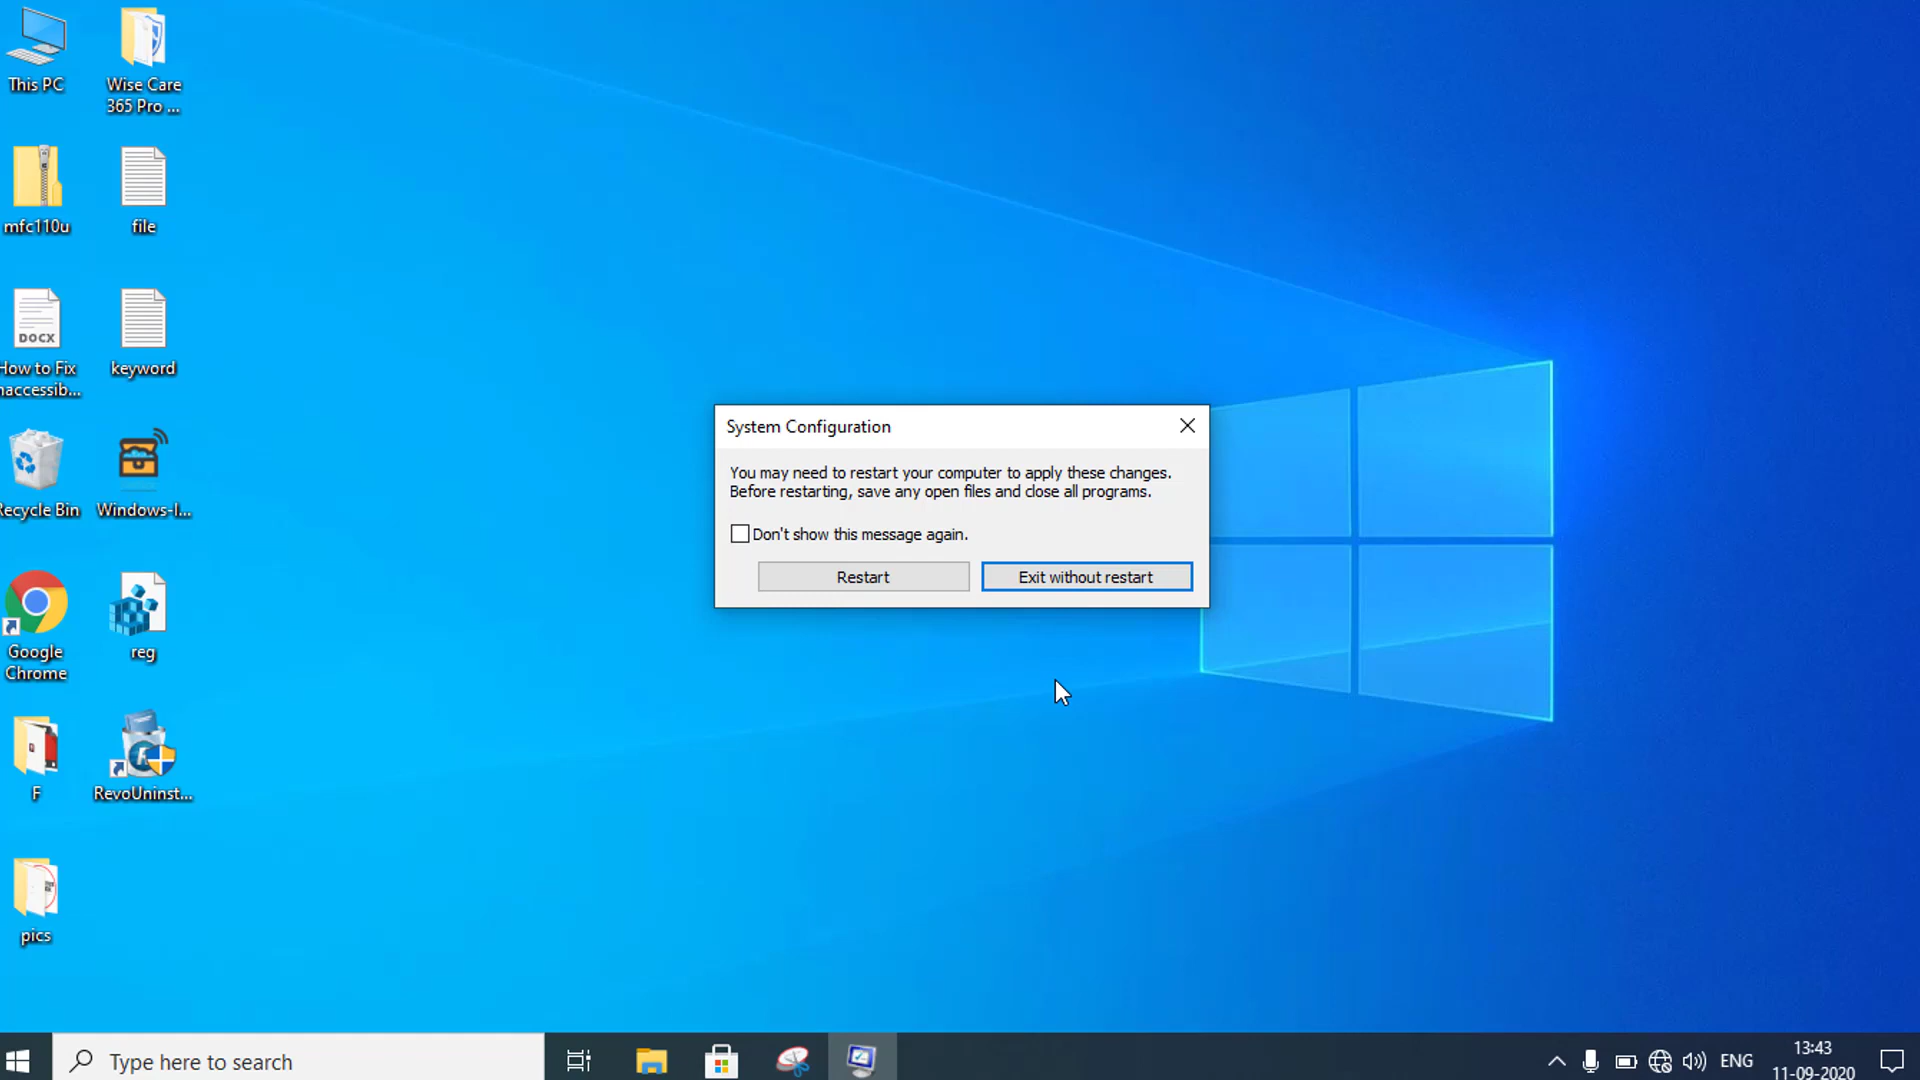 This PC
Wise Care
365 Pro ...
mfc110u
file
DOCX
How to Fix
naccessib...
keyword
Recycle Bin
Windows-I...
Google
Chrome
reg
F
RevoUninst...
pics
System Configuration
You may need to restart your computer to apply these changes.
Before restarting, save any open files and close all programs.
Don't show this message again.
Restart
Exit without restart
Type here to search
ENG
13:43
11-09-2020